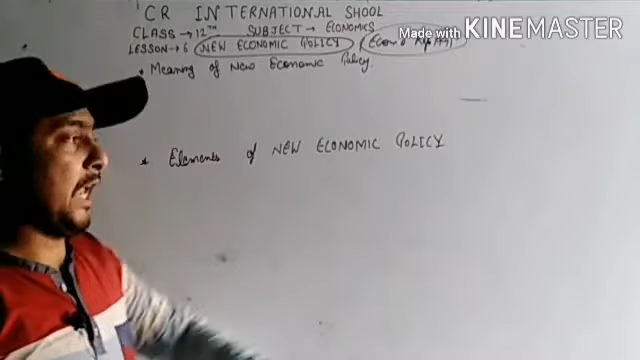 CR INTERNATIONAL SHOOL
Made with KINEMASTER
CLASS → 12TH SUBJECT → ECONOMICS
LESSON → 6 NEW ECONOMIC POLICY
* Meaning of New Economic Policy.
* Elements of NEW ECONOMIC POLICY